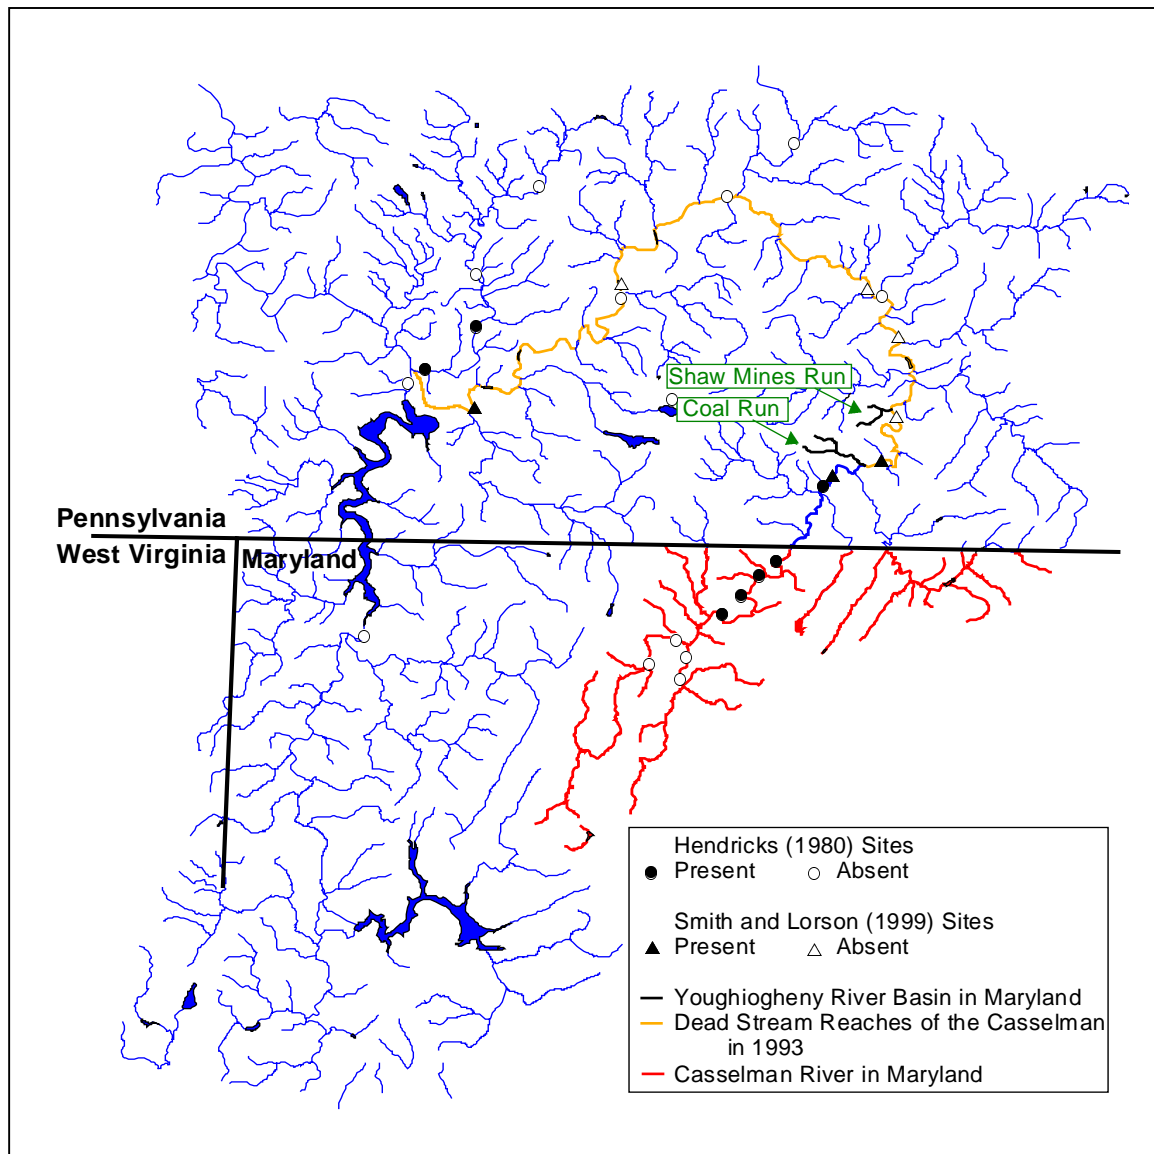 Shaw Mines Run
Coal Run
Pennsylvania
West Virginia
Maryland
Hendricks (1980) Sites
Present Absent
Smith and Lorson (1999) Sites
Present Absent
Youghiogheny River Basin in Maryland
Dead Stream Reaches of the Casselman
in 1993
Casselman River in Maryland